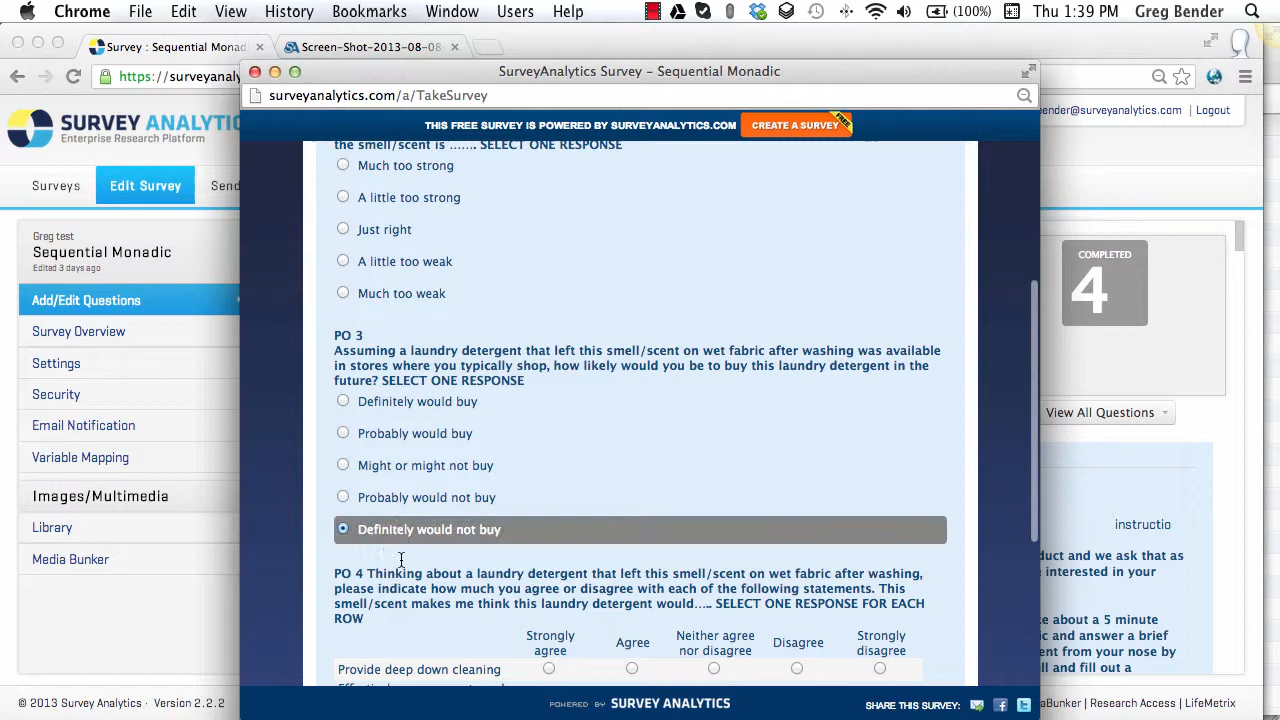 Chrome File Edit View History Bookmarks Window Users Help (100%) Thu 1:39 PM Greg Bender
Survey : Sequential Monadi
Screen-Shot-2013-08-08-
https://surveyanaly
SurveyAnalytics Survey – Sequential Monadic
surveyanalytics.com/a/TakeSurvey
SURVEY ANALYTIC
Enterprise Research Platform
ender@surveyanalytics.com | Logout
THIS FREE SURVEY IS POWERED BY SURVEYANALYTICS.COM CREATE A SURVEY FREE
Surveys Edit Survey Send
Greg test
Sequential Monadic
Edited 3 days ago
Add/Edit Questions
Survey Overview
Settings
Security
Email Notification
Variable Mapping
Images/Multimedia
Library
Media Bunker
the smell/scent is ....... SELECT ONE RESPONSE
Much too strong
A little too strong
Just right
A little too weak
Much too weak
PO 3
Assuming a laundry detergent that left this smell/scent on wet fabric after washing was available
in stores where you typically shop, how likely would you be to buy this laundry detergent in the
future? SELECT ONE RESPONSE
Definitely would buy
Probably would buy
Might or might not buy
Probably would not buy
Definitely would not buy
PO 4 Thinking about a laundry detergent that left this smell/scent on wet fabric after washing,
please indicate how much you agree or disagree with each of the following statements. This
smell/scent makes me think this laundry detergent would..... SELECT ONE RESPONSE FOR EACH
ROW
Strongly agree Agree Neither agree nor disagree Disagree Strongly disagree
Provide deep down cleaning
COMPLETED
4
View All Questions
instructio
duct and we ask that as
e interested in your
ke about a 5 minute
ic and answer a brief
ent from your nose by
ll and fill out a
© 2013 Survey Analytics · Version 2.2.2
POWERED BY SURVEY ANALYTICS
SHARE THIS SURVEY:
iaBunker | Research Access | LifeMetrix